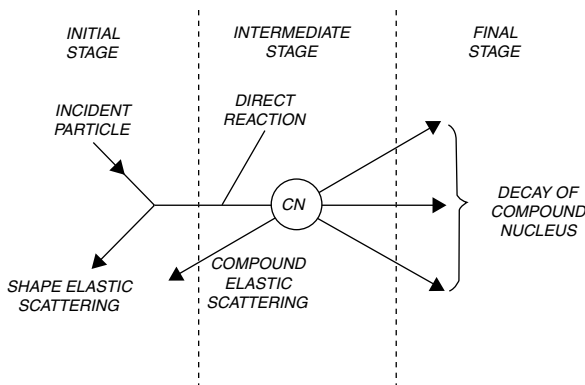 INITIAL
STAGE
INTERMEDIATE
STAGE
FINAL
STAGE
INCIDENT
PARTICLE
DIRECT
REACTION
CN
DECAY OF
COMPOUND
NUCLEUS
SHAPE ELASTIC
SCATTERING
COMPOUND
ELASTIC
SCATTERING